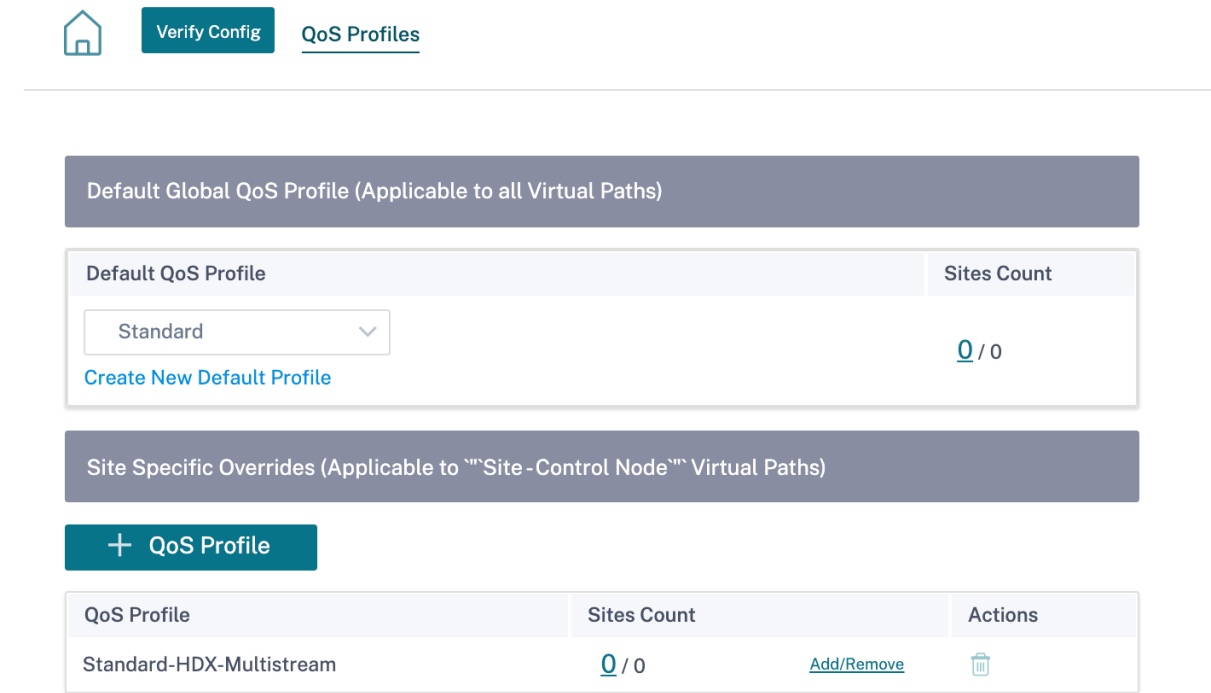 Verify Config QoS Profiles
Default Global QoS Profile (Applicable to all Virtual Paths)
Default QoS Profile Sites Count
Standard
0 / 0
Create New Default Profile
Site Specific Overrides (Applicable to `"`Site - Control Node`"` Virtual Paths)
+ QoS Profile
QoS Profile Sites Count Actions
Standard-HDX-Multistream 0 / 0 Add/Remove